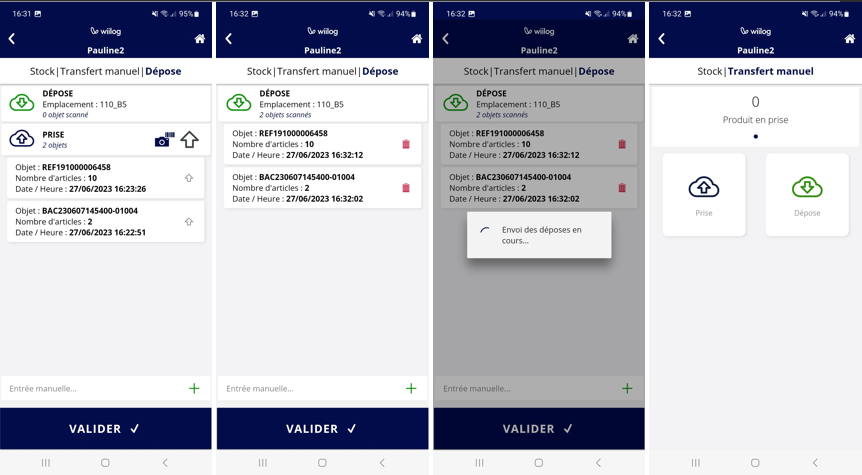 16:31
95%
wiilog
Pauline2
Stock|Transfert manuel|Dépose
DÉPOSE
Emplacement : 110_B5
0 objet scanné
PRISE
2 objets
Objet : REF191000006458
Nombre d'articles : 10
Date / Heure : 27/06/2023 16:23:26
Objet : BAC230607145400-01004
Nombre d'articles : 2
Date / Heure : 27/06/2023 16:22:51
Entrée manuelle...
VALIDER
16:32
94%
wiilog
Pauline2
Stock|Transfert manuel|Dépose
DÉPOSE
Emplacement : 110_B5
2 objets scannés
Objet : REF191000006458
Nombre d'articles : 10
Date / Heure : 27/06/2023 16:32:12
Objet : BAC230607145400-01004
Nombre d'articles : 2
Date / Heure : 27/06/2023 16:32:02
Entrée manuelle...
VALIDER
16:32
94%
wiilog
Pauline2
Stock|Transfert manuel|Dépose
DÉPOSE
Emplacement : 110_B5
2 objets scannés
Objet : REF191000006458
Nombre d'articles : 10
Date / Heure : 27/06/2023 16:32:12
Objet : BAC230607145400-01004
Nombre d'articles : 2
Date / Heure : 27/06/2023 16:32:02
Envoi des déposes en
cours...
Entrée manuelle...
VALIDER
16:32
94%
wiilog
Pauline2
Stock|Transfert manuel
0
Produit en prise
Prise
Dépose